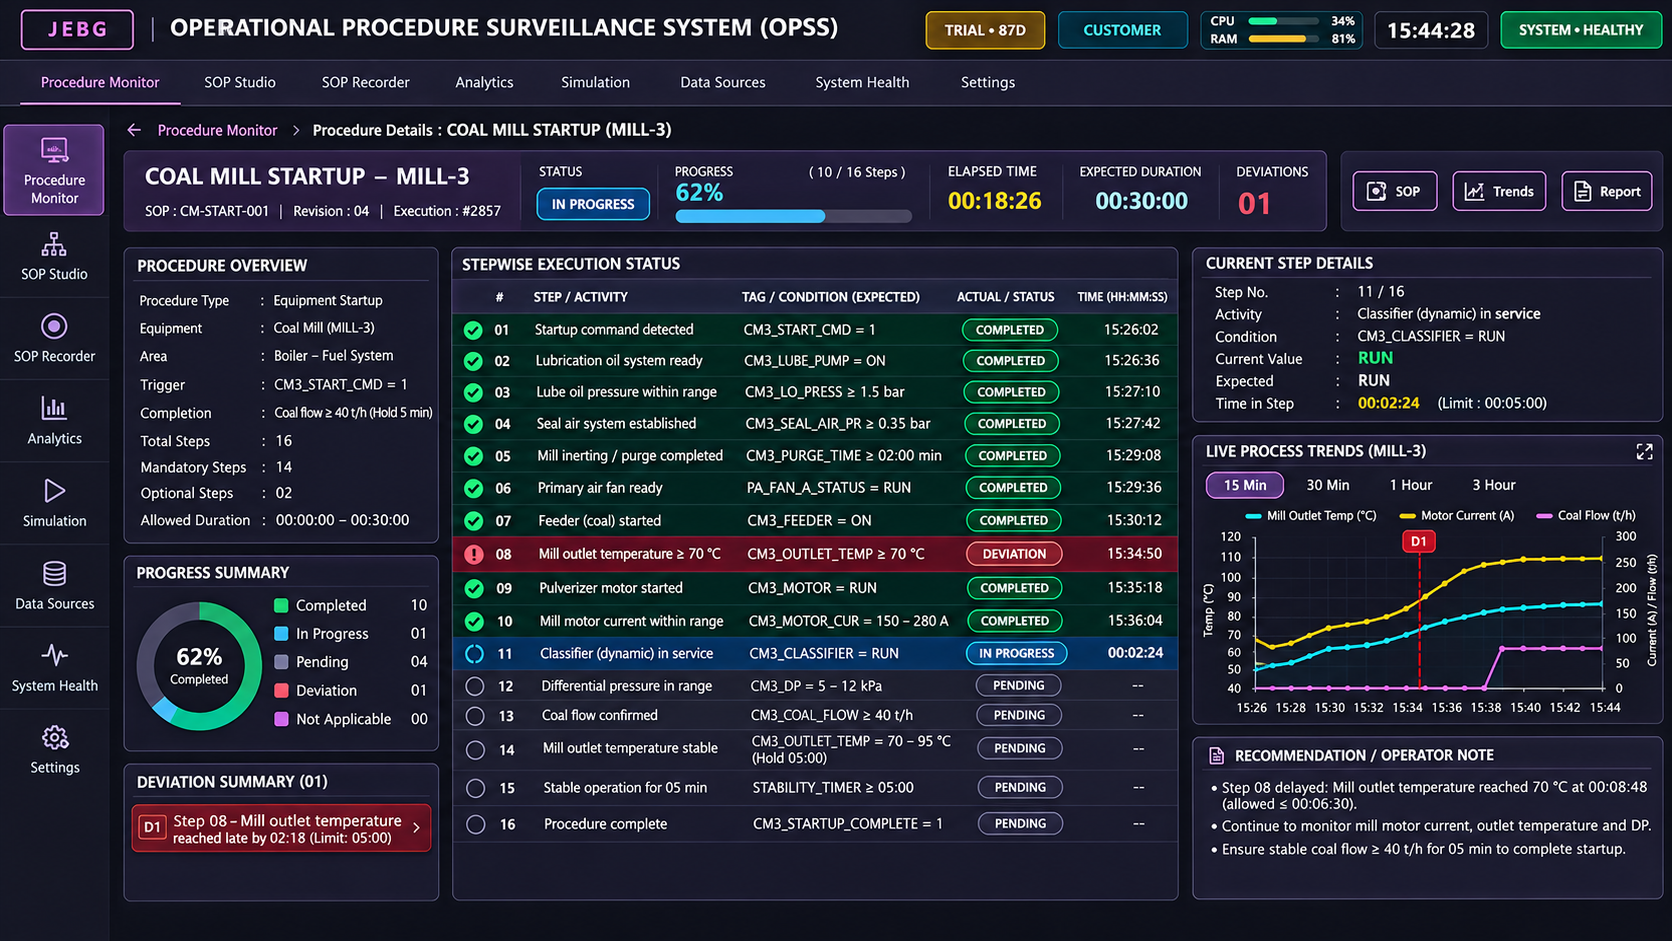 JEBG
OPERATIONAL PROCEDURE SURVEILLANCE SYSTEM (OPSS)
TRIAL • 87D
CUSTOMER
CPU 34%
RAM 81%
15:44:28
SYSTEM • HEALTHY
Procedure Monitor
SOP Studio
SOP Recorder
Analytics
Simulation
Data Sources
System Health
Settings
Procedure Monitor
SOP Studio
SOP Recorder
Analytics
Simulation
Data Sources
System Health
Settings
← Procedure Monitor > Procedure Details : COAL MILL STARTUP (MILL-3)
COAL MILL STARTUP – MILL-3
SOP : CM-START-001 | Revision : 04 | Execution : #2857
STATUS
IN PROGRESS
PROGRESS ( 10 / 16 Steps )
62%
ELAPSED TIME
00:18:26
EXPECTED DURATION
00:30:00
DEVIATIONS
01
SOP
Trends
Report
PROCEDURE OVERVIEW
Procedure Type : Equipment Startup
Equipment : Coal Mill (MILL-3)
Area : Boiler – Fuel System
Trigger : CM3_START_CMD = 1
Completion : Coal flow ≥ 40 t/h (Hold 5 min)
Total Steps : 16
Mandatory Steps : 14
Optional Steps : 02
Allowed Duration : 00:00:00 – 00:30:00
PROGRESS SUMMARY
62%
Completed
Completed 10
In Progress 01
Pending 04
Deviation 01
Not Applicable 00
DEVIATION SUMMARY (01)
D1 Step 08 – Mill outlet temperature
reached late by 02:18 (Limit: 05:00)
STEPWISE EXECUTION STATUS
# STEP / ACTIVITY TAG / CONDITION (EXPECTED) ACTUAL / STATUS TIME (HH:MM:SS)
01 Startup command detected CM3_START_CMD = 1 COMPLETED 15:26:02
02 Lubrication oil system ready CM3_LUBE_PUMP = ON COMPLETED 15:26:36
03 Lube oil pressure within range CM3_LO_PRESS ≥ 1.5 bar COMPLETED 15:27:10
04 Seal air system established CM3_SEAL_AIR_PR ≥ 0.35 bar COMPLETED 15:27:42
05 Mill inerting / purge completed CM3_PURGE_TIME ≥ 02:00 min COMPLETED 15:29:08
06 Primary air fan ready PA_FAN_A_STATUS = RUN COMPLETED 15:29:36
07 Feeder (coal) started CM3_FEEDER = ON COMPLETED 15:30:12
08 Mill outlet temperature ≥ 70 °C CM3_OUTLET_TEMP ≥ 70 °C DEVIATION 15:34:50
09 Pulverizer motor started CM3_MOTOR = RUN COMPLETED 15:35:18
10 Mill motor current within range CM3_MOTOR_CUR = 150 – 280 A COMPLETED 15:36:04
11 Classifier (dynamic) in service CM3_CLASSIFIER = RUN IN PROGRESS 00:02:24
12 Differential pressure in range CM3_DP = 5 – 12 kPa PENDING --
13 Coal flow confirmed CM3_COAL_FLOW ≥ 40 t/h PENDING --
14 Mill outlet temperature stable CM3_OUTLET_TEMP = 70 – 95 °C PENDING --
(Hold 05:00)
15 Stable operation for 05 min STABILITY_TIMER ≥ 05:00 PENDING --
16 Procedure complete CM3_STARTUP_COMPLETE = 1 PENDING --
CURRENT STEP DETAILS
Step No. : 11 / 16
Activity : Classifier (dynamic) in service
Condition : CM3_CLASSIFIER = RUN
Current Value : RUN
Expected : RUN
Time in Step : 00:02:24 (Limit : 00:05:00)
LIVE PROCESS TRENDS (MILL-3)
15 Min 30 Min 1 Hour 3 Hour
Mill Outlet Temp (°C) Motor Current (A) Coal Flow (t/h)
D1
Temp (°C)
120
110
100
90
80
70
60
50
40
300
250
200
150
100
50
0
Current (A) / Flow (t/h)
15:26 15:28 15:30 15:32 15:34 15:36 15:38 15:40 15:42 15:44
RECOMMENDATION / OPERATOR NOTE
• Step 08 delayed: Mill outlet temperature reached 70 °C at 00:08:48
(allowed ≤ 00:06:30).
• Continue to monitor mill motor current, outlet temperature and DP.
• Ensure stable coal flow ≥ 40 t/h for 05 min to complete startup.